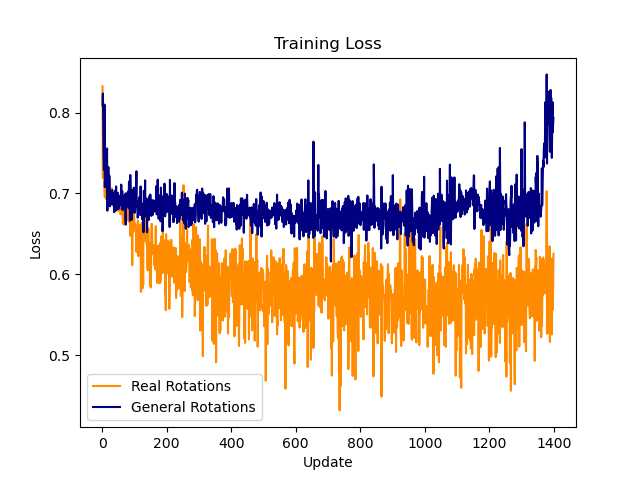 Training Loss
Loss
0.8
0.7
0.6
0.5
Real Rotations
General Rotations
0 200 400 600 800 1000 1200 1400
Update